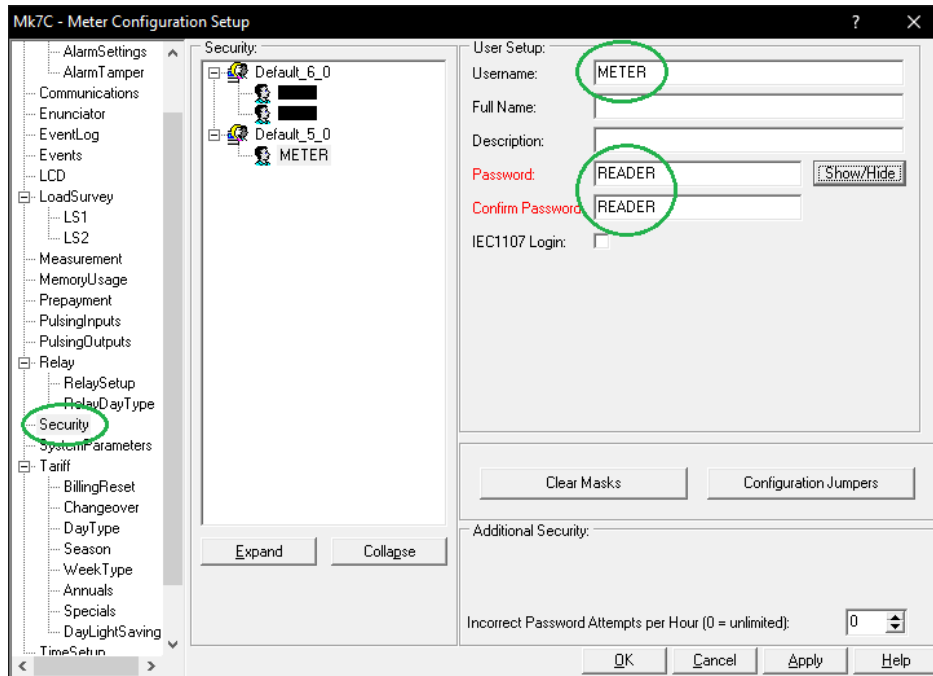 Mk7C - Meter Configuration Setup
?
AlarmSettings
AlarmTamper
Communications
Enunciator
EventLog
Events
LCD
LoadSurvey
LS1
LS2
Measurement
MemoryUsage
Prepayment
PulsingInputs
PulsingOutputs
Relay
RelaySetup
RelayDayType
Security
SystemParameters
Tariff
BillingReset
Changeover
DayType
Season
WeekType
Annuals
Specials
DayLightSaving
TimeSetup
Security:
Default_6_0
Default_5_0
METER
Expand
Collapse
User Setup:
Username: METER
Full Name:
Description:
Password: READER
Show/Hide
Confirm Password READER
IEC1107 Login:
Clear Masks
Configuration Jumpers
Additional Security:
Incorrect Password Attempts per Hour (0 = unlimited): 0
OK
Cancel
Apply
Help